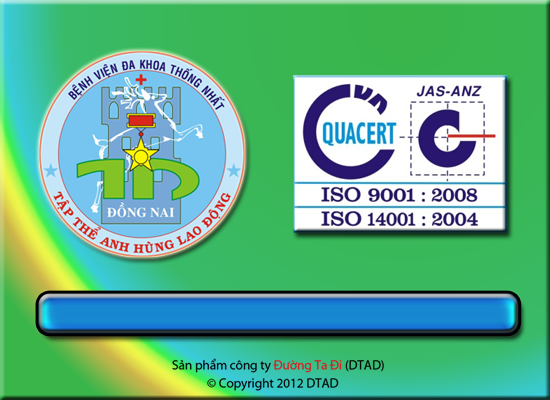 BỆNH VIỆN ĐA KHOA THỐNG NHẤT
ĐỒNG NAI
TẬP THỂ ANH HÙNG LAO ĐỘNG
QUACERT
JAS-ANZ
ISO 9001 : 2008
ISO 14001 : 2004
Sản phẩm công ty Đường Ta Đi (DTAD)
© Copyright 2012 DTAD